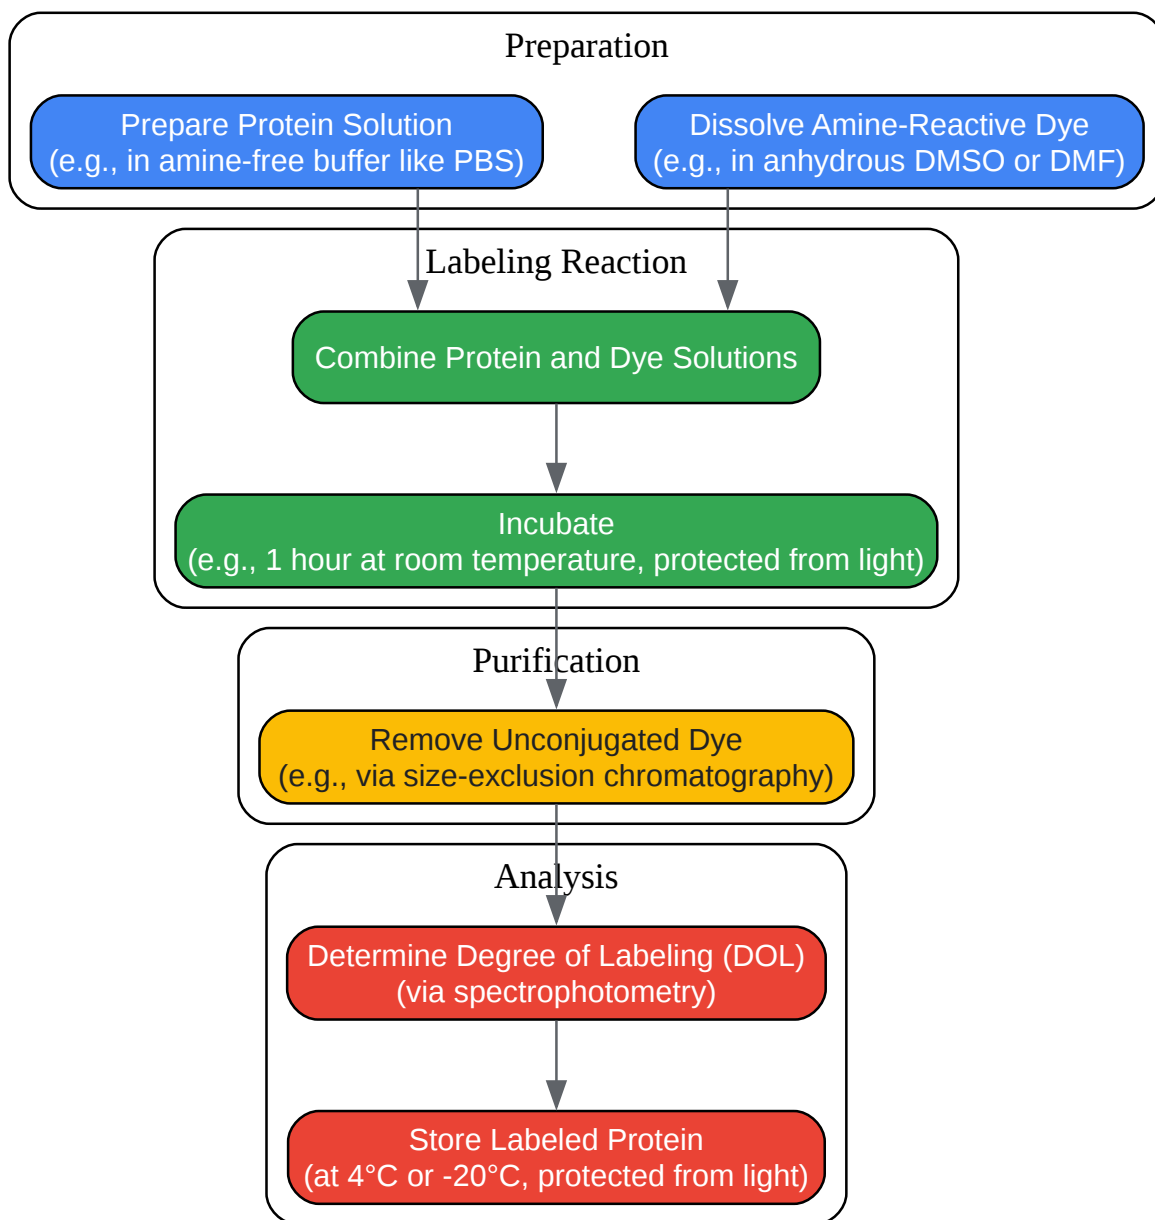 Preparation
Prepare Protein Solution
(e.g., in amine-free buffer like PBS)
Dissolve Amine-Reactive Dye
(e.g., in anhydrous DMSO or DMF)
Labeling Reaction
Combine Protein and Dye Solutions
Incubate
(e.g., 1 hour at room temperature, protected from light)
Purification
Remove Unconjugated Dye
(e.g., via size-exclusion chromatography)
Analysis
Determine Degree of Labeling (DOL)
(via spectrophotometry)
Store Labeled Protein
(at 4°C or -20°C, protected from light)